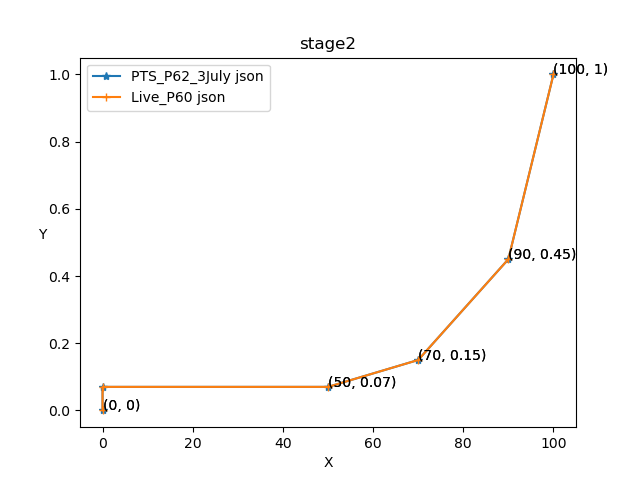 stage2
PTS_P62_3July json
Live_P60 json
1.0
0.8
0.6
0.4
0.2
0.0
Y
(100, 1)
(90, 0.45)
(70, 0.15)
(50, 0.07)
(0, 0)
0 20 40 60 80 100
X